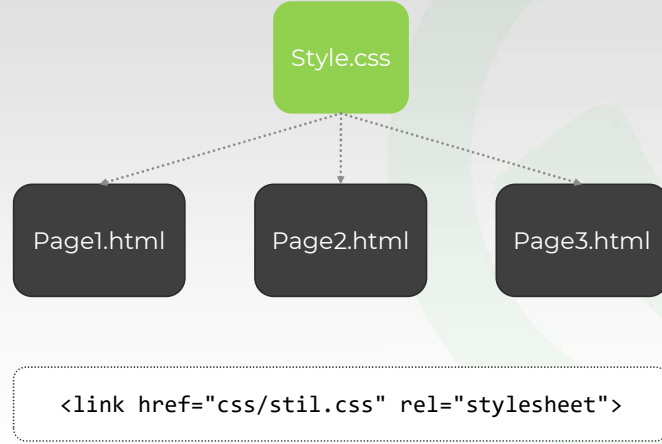 Style.css
Page1.html
Page2.html
Page3.html
<link href="css/stil.css" rel="stylesheet">